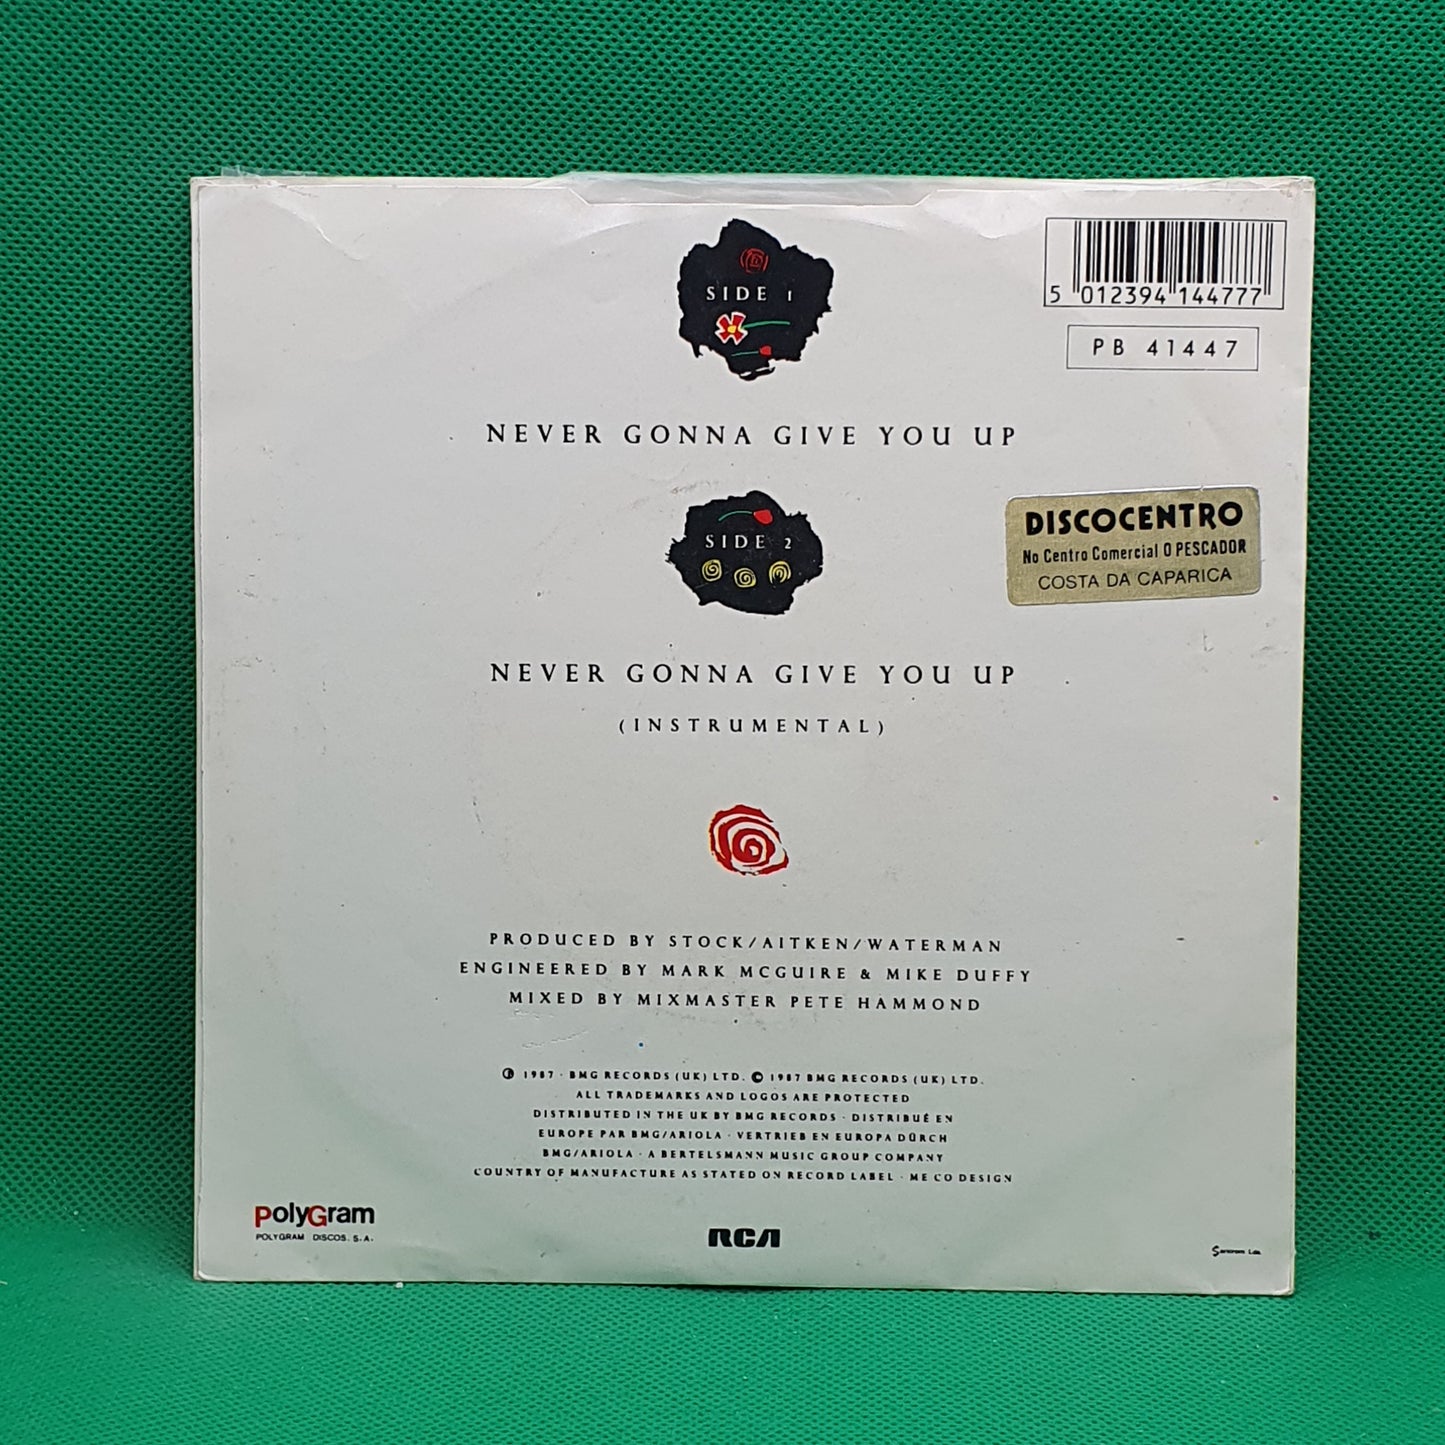 SIDE 1
5 012394 144777
PB 41447
NEVER GONNA GIVE YOU UP
DISCOCENTRO
No Centro Comercial O PESCADOR
COSTA DA CAPARICA
SIDE 2
NEVER GONNA GIVE YOU UP
(INSTRUMENTAL)
PRODUCED BY STOCK/AITKEN/WATERMAN
ENGINEERED BY MARK MCGUIRE & MIKE DUFFY
MIXED BY MIXMASTER PETE HAMMOND
℗ 1987 · BMG RECORDS (UK) LTD. © 1987 BMG RECORDS (UK) LTD.
ALL TRADEMARKS AND LOGOS ARE PROTECTED
DISTRIBUTED IN THE UK BY BMG RECORDS · DISTRIBUÉ EN
EUROPE PAR BMG/ARIOLA · VERTRIEB EN EUROPA DÜRCH
BMG/ARIOLA · A BERTELSMANN MUSIC GROUP COMPANY
COUNTRY OF MANUFACTURE AS STATED ON RECORD LABEL · ME CO DESIGN
PolyGram
POLYGRAM DISCOS. S.A.
RCA